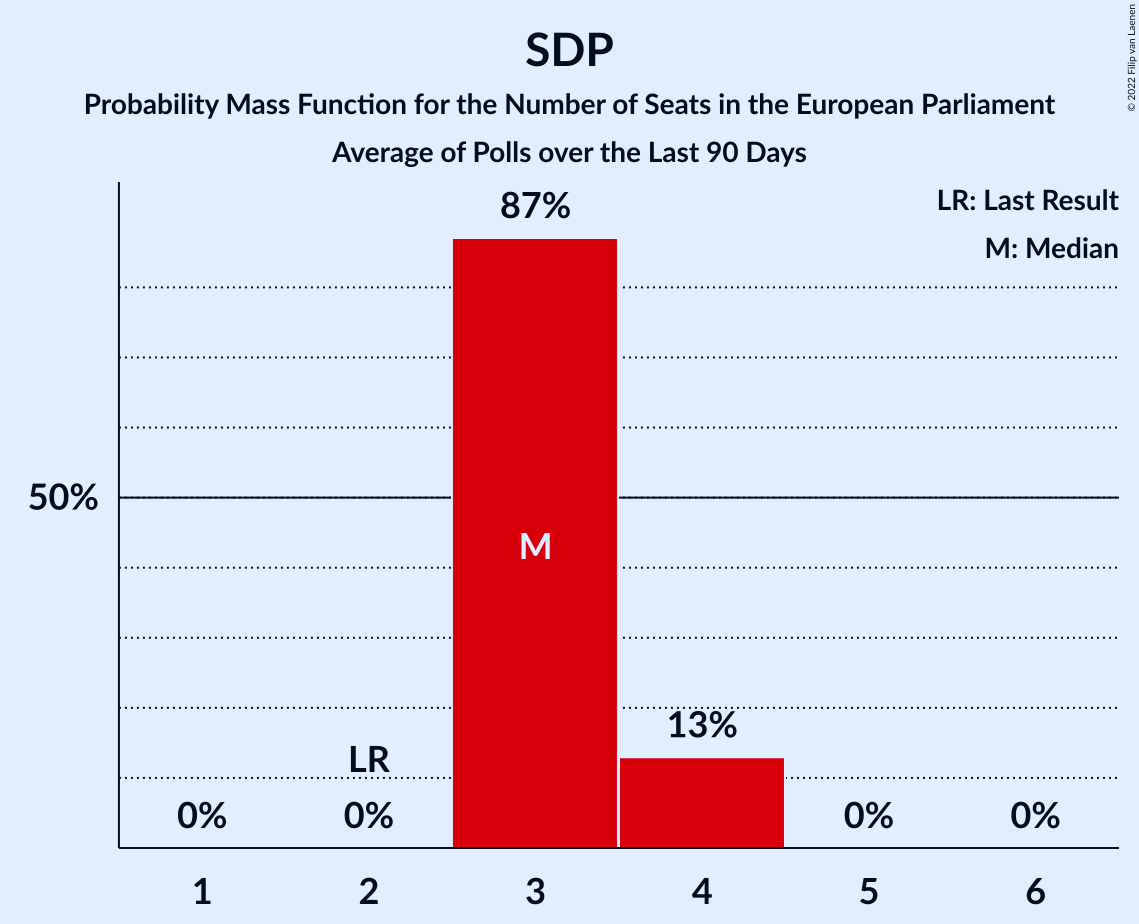 SDP
Probability Mass Function for the Number of Seats in the European Parliament
Average of Polls over the Last 90 Days
© 2022 Filip van Laenen
LR: Last Result
M: Median
87%
50%
M
13%
LR
0%
0%
0%
0%
1
2
3
4
5
6